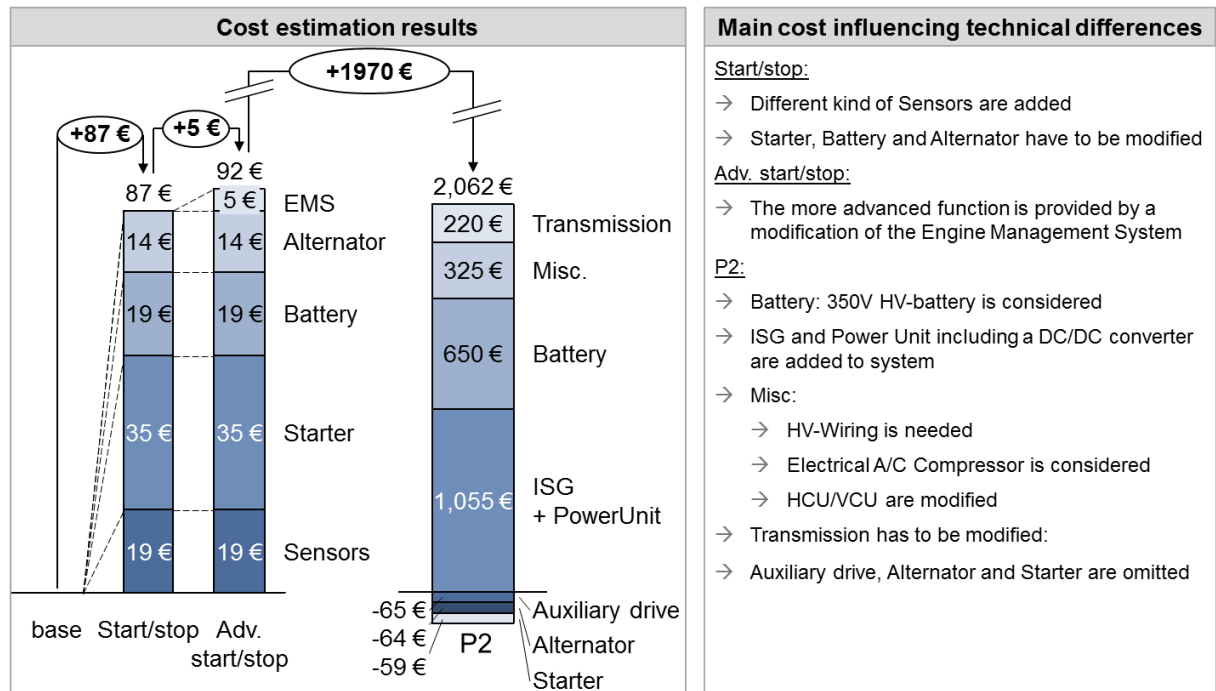 Cost estimation results
+1970 €
+87 €
+5 €
87 €
92 €
2,062 €
5 €
EMS
14 €
14 €
Alternator
19 €
19 €
Battery
35 €
35 €
Starter
19 €
19 €
Sensors
220 €
Transmission
325 €
Misc.
650 €
Battery
1,055 €
ISG
+ PowerUnit
-65 €
Auxiliary drive
-64 €
Alternator
-59 €
Starter
base
Start/stop
Adv.
start/stop
P2
Main cost influencing technical differences
Start/stop:
→ Different kind of Sensors are added
→ Starter, Battery and Alternator have to be modified
Adv. start/stop:
→ The more advanced function is provided by a
modification of the Engine Management System
P2:
→ Battery: 350V HV-battery is considered
→ ISG and Power Unit including a DC/DC converter
are added to system
→ Misc:
→ HV-Wiring is needed
→ Electrical A/C Compressor is considered
→ HCU/VCU are modified
→ Transmission has to be modified:
→ Auxiliary drive, Alternator and Starter are omitted